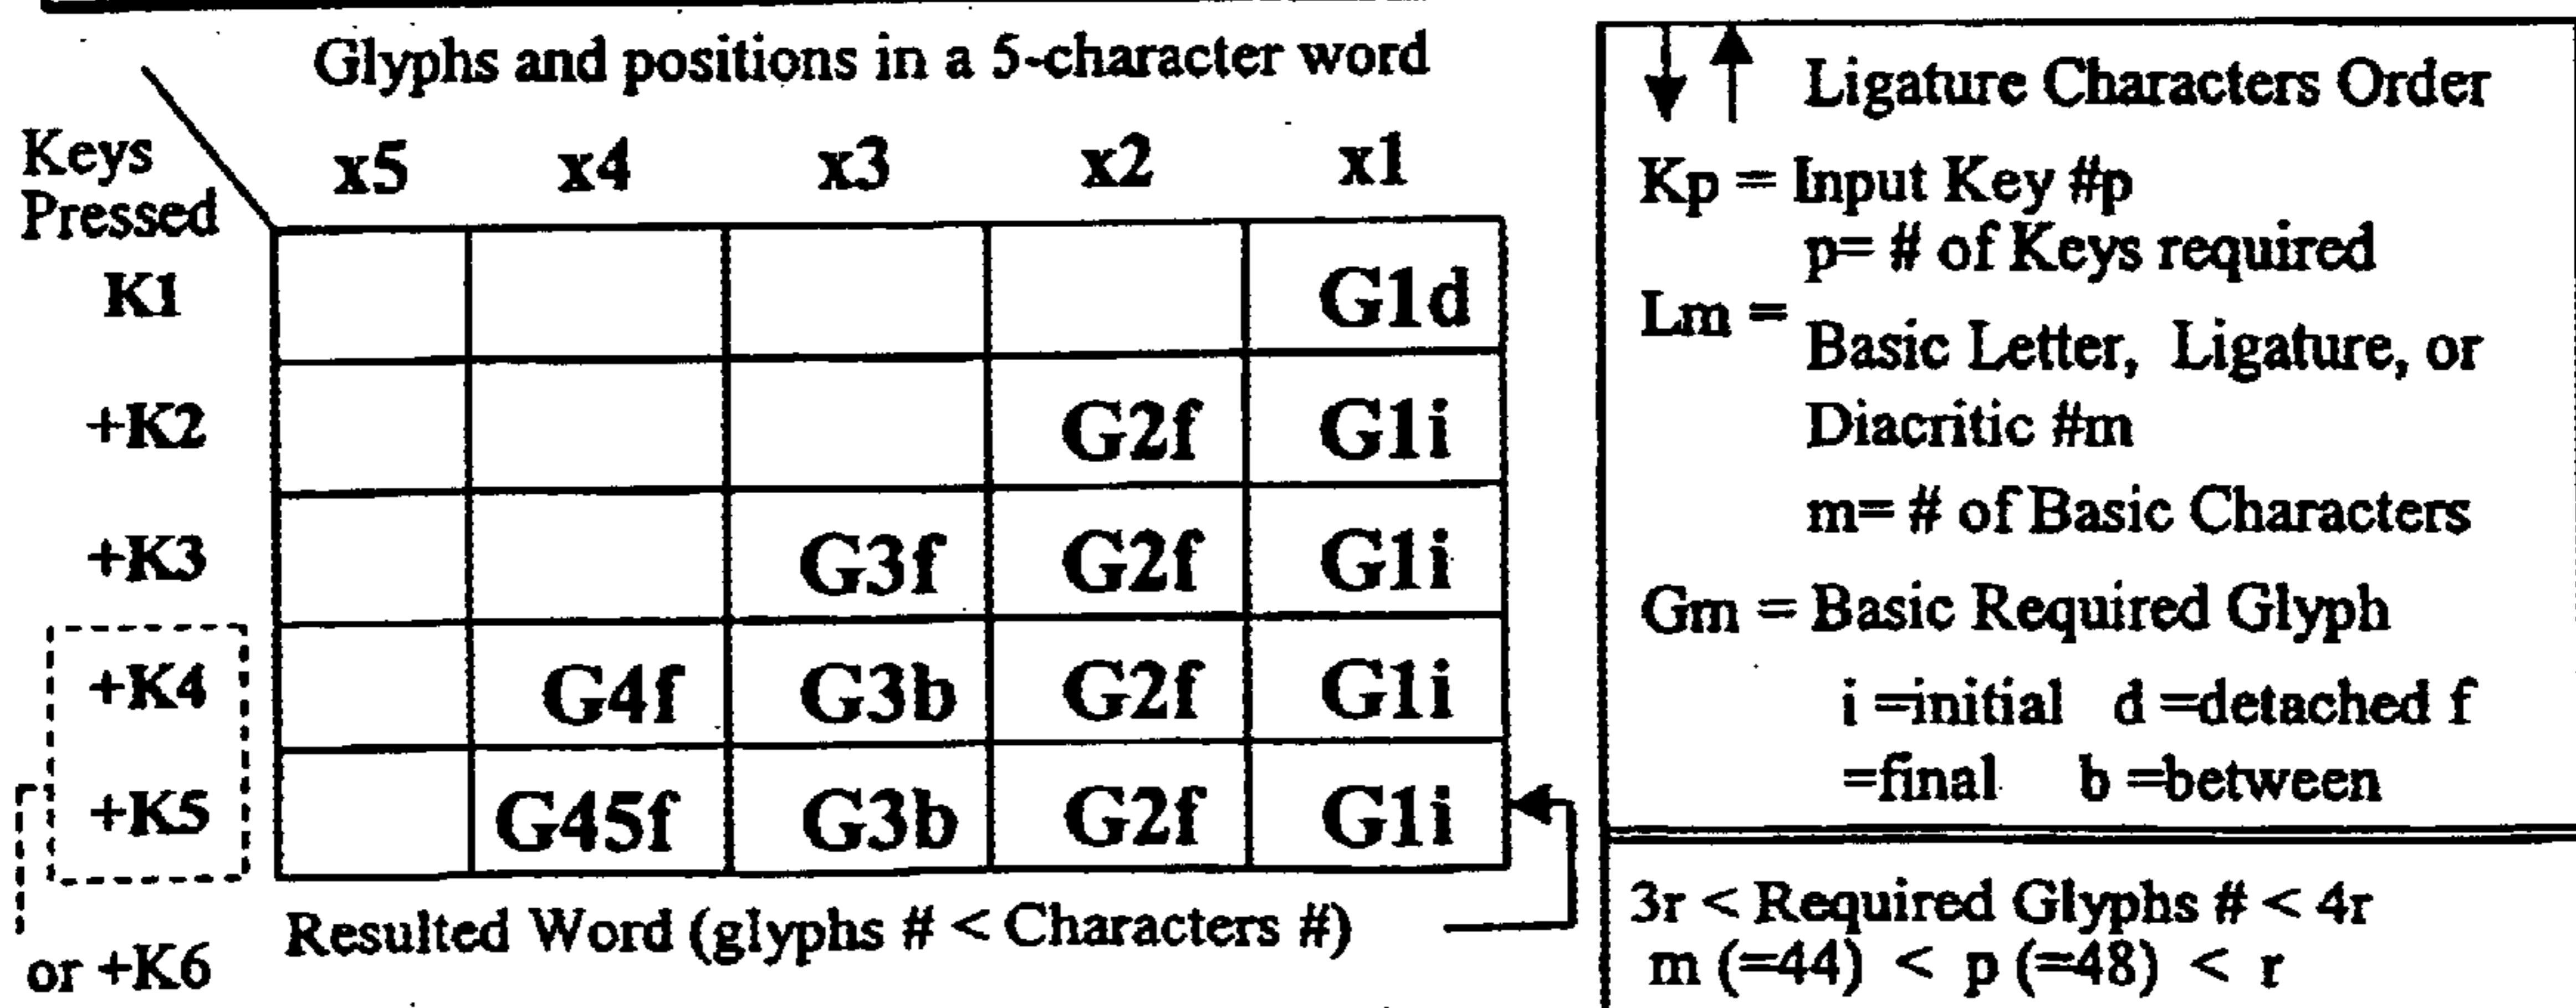 Glyphs and positions in a 5-character word
Keys
Pressed
x5 x4 x3 x2 x1
K1 G1d
+K2 G2f G1i
+K3 G3f G2f G1i
+K4 G4f G3b G2f G1i
+K5 G45f G3b G2f G1i
or +K6
Resulted Word (glyphs # < Characters #)
Ligature Characters Order
Kp = Input Key #p
p= # of Keys required
Lm =
Basic Letter, Ligature, or
Diacritic #m
m= # of Basic Characters
Gm = Basic Required Glyph
i =initial d =detached f
=final b =between
3r < Required Glyphs # < 4r
m (=44) < p (=48) < r